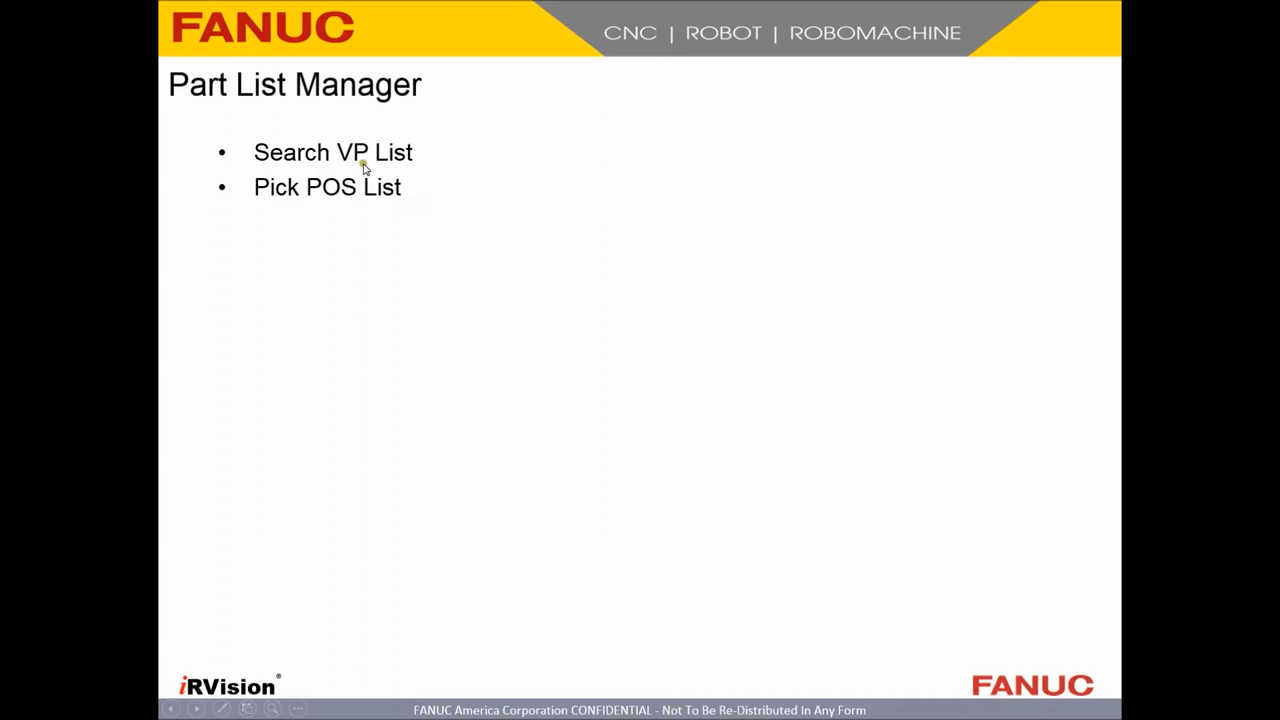 FANUC
CNC | ROBOT | ROBOMACHINE
Part List Manager
• Search VP List
• Pick POS List
iRVision®
FANUC
FANUC America Corporation CONFIDENTIAL - Not To Be Re-Distributed In Any Form